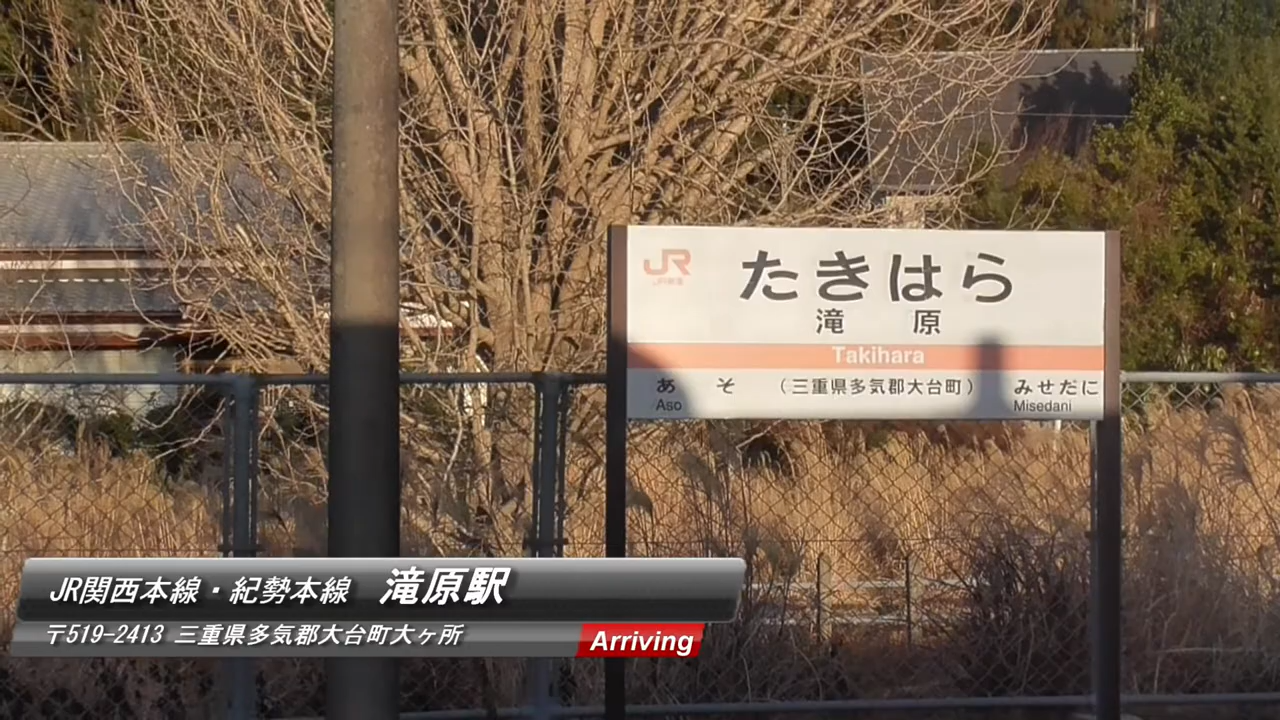 JR
JR東海
たきはら
滝原
Takihara
あそ (三重県多気郡大台町) みせだに
Aso Misedani
JR関西本線・紀勢本線 滝原駅
〒519-2413 三重県多気郡大台町大ヶ所
Arriving